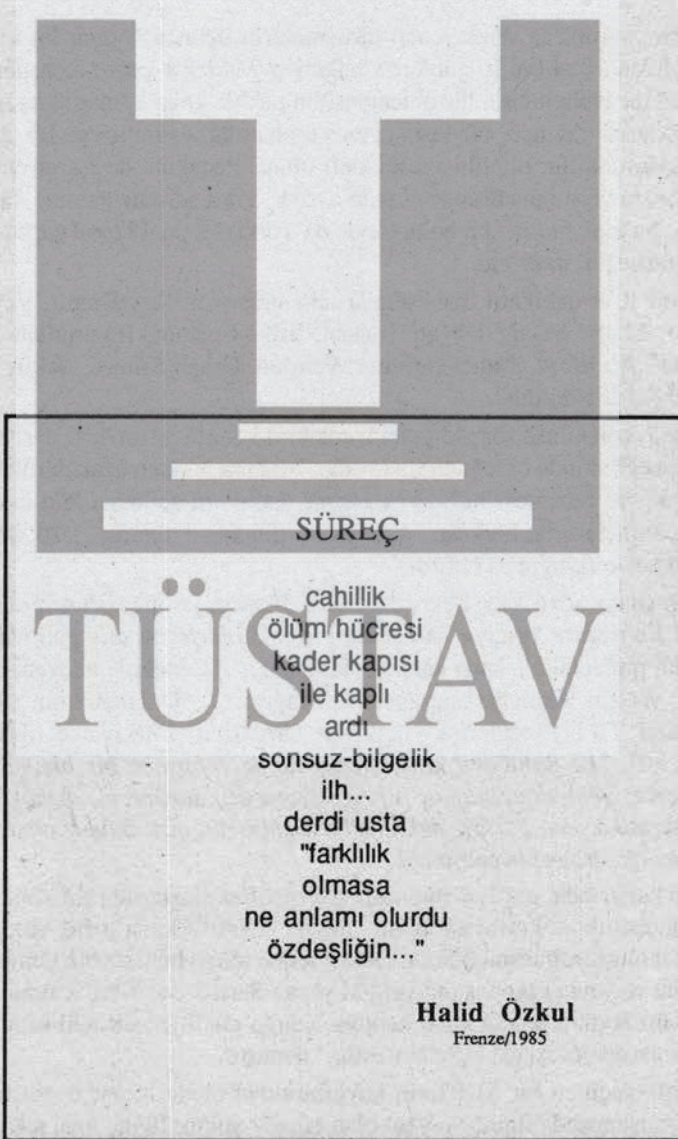 SÜREÇ
TÜSTAV
cahillik
ölüm hücresi
kader kapısı
ile kaplı
ardı
sonsuz-bilgelik
ilh...
derdi usta
"farklılık
olmasa
ne anlamı olurdu
özdeşliğin..."
Halid Özkul
Frenze/1985